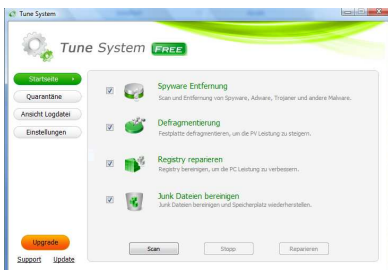 Tune System
Tune System FREE
Startseite
Quarantäne
Ansicht Logdatei
Einstellungen
Spyware Entfernung
Scan und Entfernung von Spyware, Adware, Trojaner und andere Malware.
Defragmentierung
Festplatte defragmentieren, um die PV Leistung zu steigern.
Registry reparieren
Registry bereinigen, um die PC Leistung zu verbessern.
Junk Dateien bereinigen
Junk Dateien bereinigen und Speicherplatz wiederherstellen.
Upgrade
Support Update
Scan Stopp Reparieren